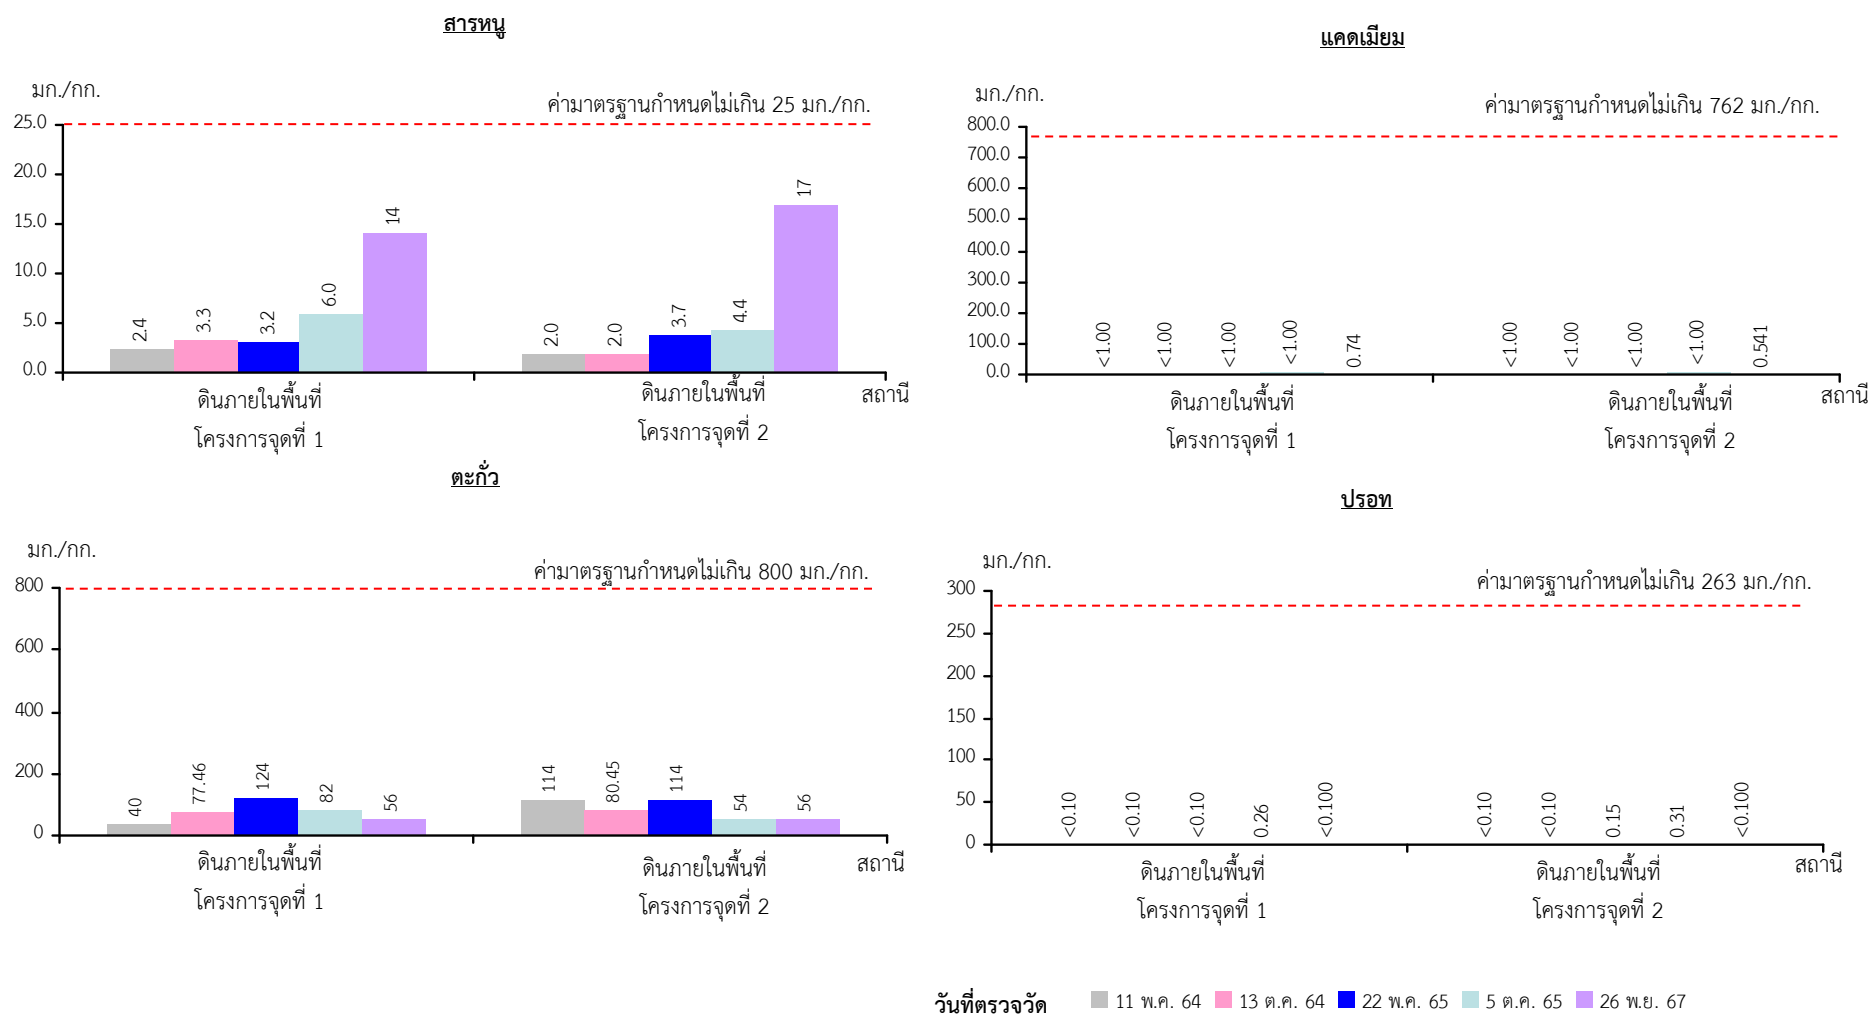 สารหนู
มก./กก.
ค่ามาตรฐานกำหนดไม่เกิน 25 มก./กก.
25.0
20.0
15.0
10.0
5.0
0.0
2.4
3.3
3.2
6.0
14
2.0
2.0
3.7
4.4
17
ดินภายในพื้นที่
โครงการจุดที่ 1
ดินภายในพื้นที่
โครงการจุดที่ 2
สถานี
แคดเมียม
มก./กก.
ค่ามาตรฐานกำหนดไม่เกิน 762 มก./กก.
800.0
700.0
600.0
500.0
400.0
300.0
200.0
100.0
0.0
<1.00
<1.00
<1.00
<1.00
0.74
<1.00
<1.00
<1.00
<1.00
0.541
ดินภายในพื้นที่
โครงการจุดที่ 1
ดินภายในพื้นที่
โครงการจุดที่ 2
สถานี
ตะกั่ว
มก./กก.
ค่ามาตรฐานกำหนดไม่เกิน 800 มก./กก.
800
600
400
200
0
40
77.46
124
82
56
114
80.45
114
54
56
ดินภายในพื้นที่
โครงการจุดที่ 1
ดินภายในพื้นที่
โครงการจุดที่ 2
สถานี
ปรอท
มก./กก.
ค่ามาตรฐานกำหนดไม่เกิน 263 มก./กก.
300
250
200
150
100
50
0
<0.10
<0.10
<0.10
0.26
<0.100
<0.10
<0.10
0.15
0.31
<0.100
ดินภายในพื้นที่
โครงการจุดที่ 1
ดินภายในพื้นที่
โครงการจุดที่ 2
สถานี
วันที่ตรวจวัด 11 พ.ค. 64 13 ต.ค. 64 22 พ.ค. 65 5 ต.ค. 65 26 พ.ย. 67